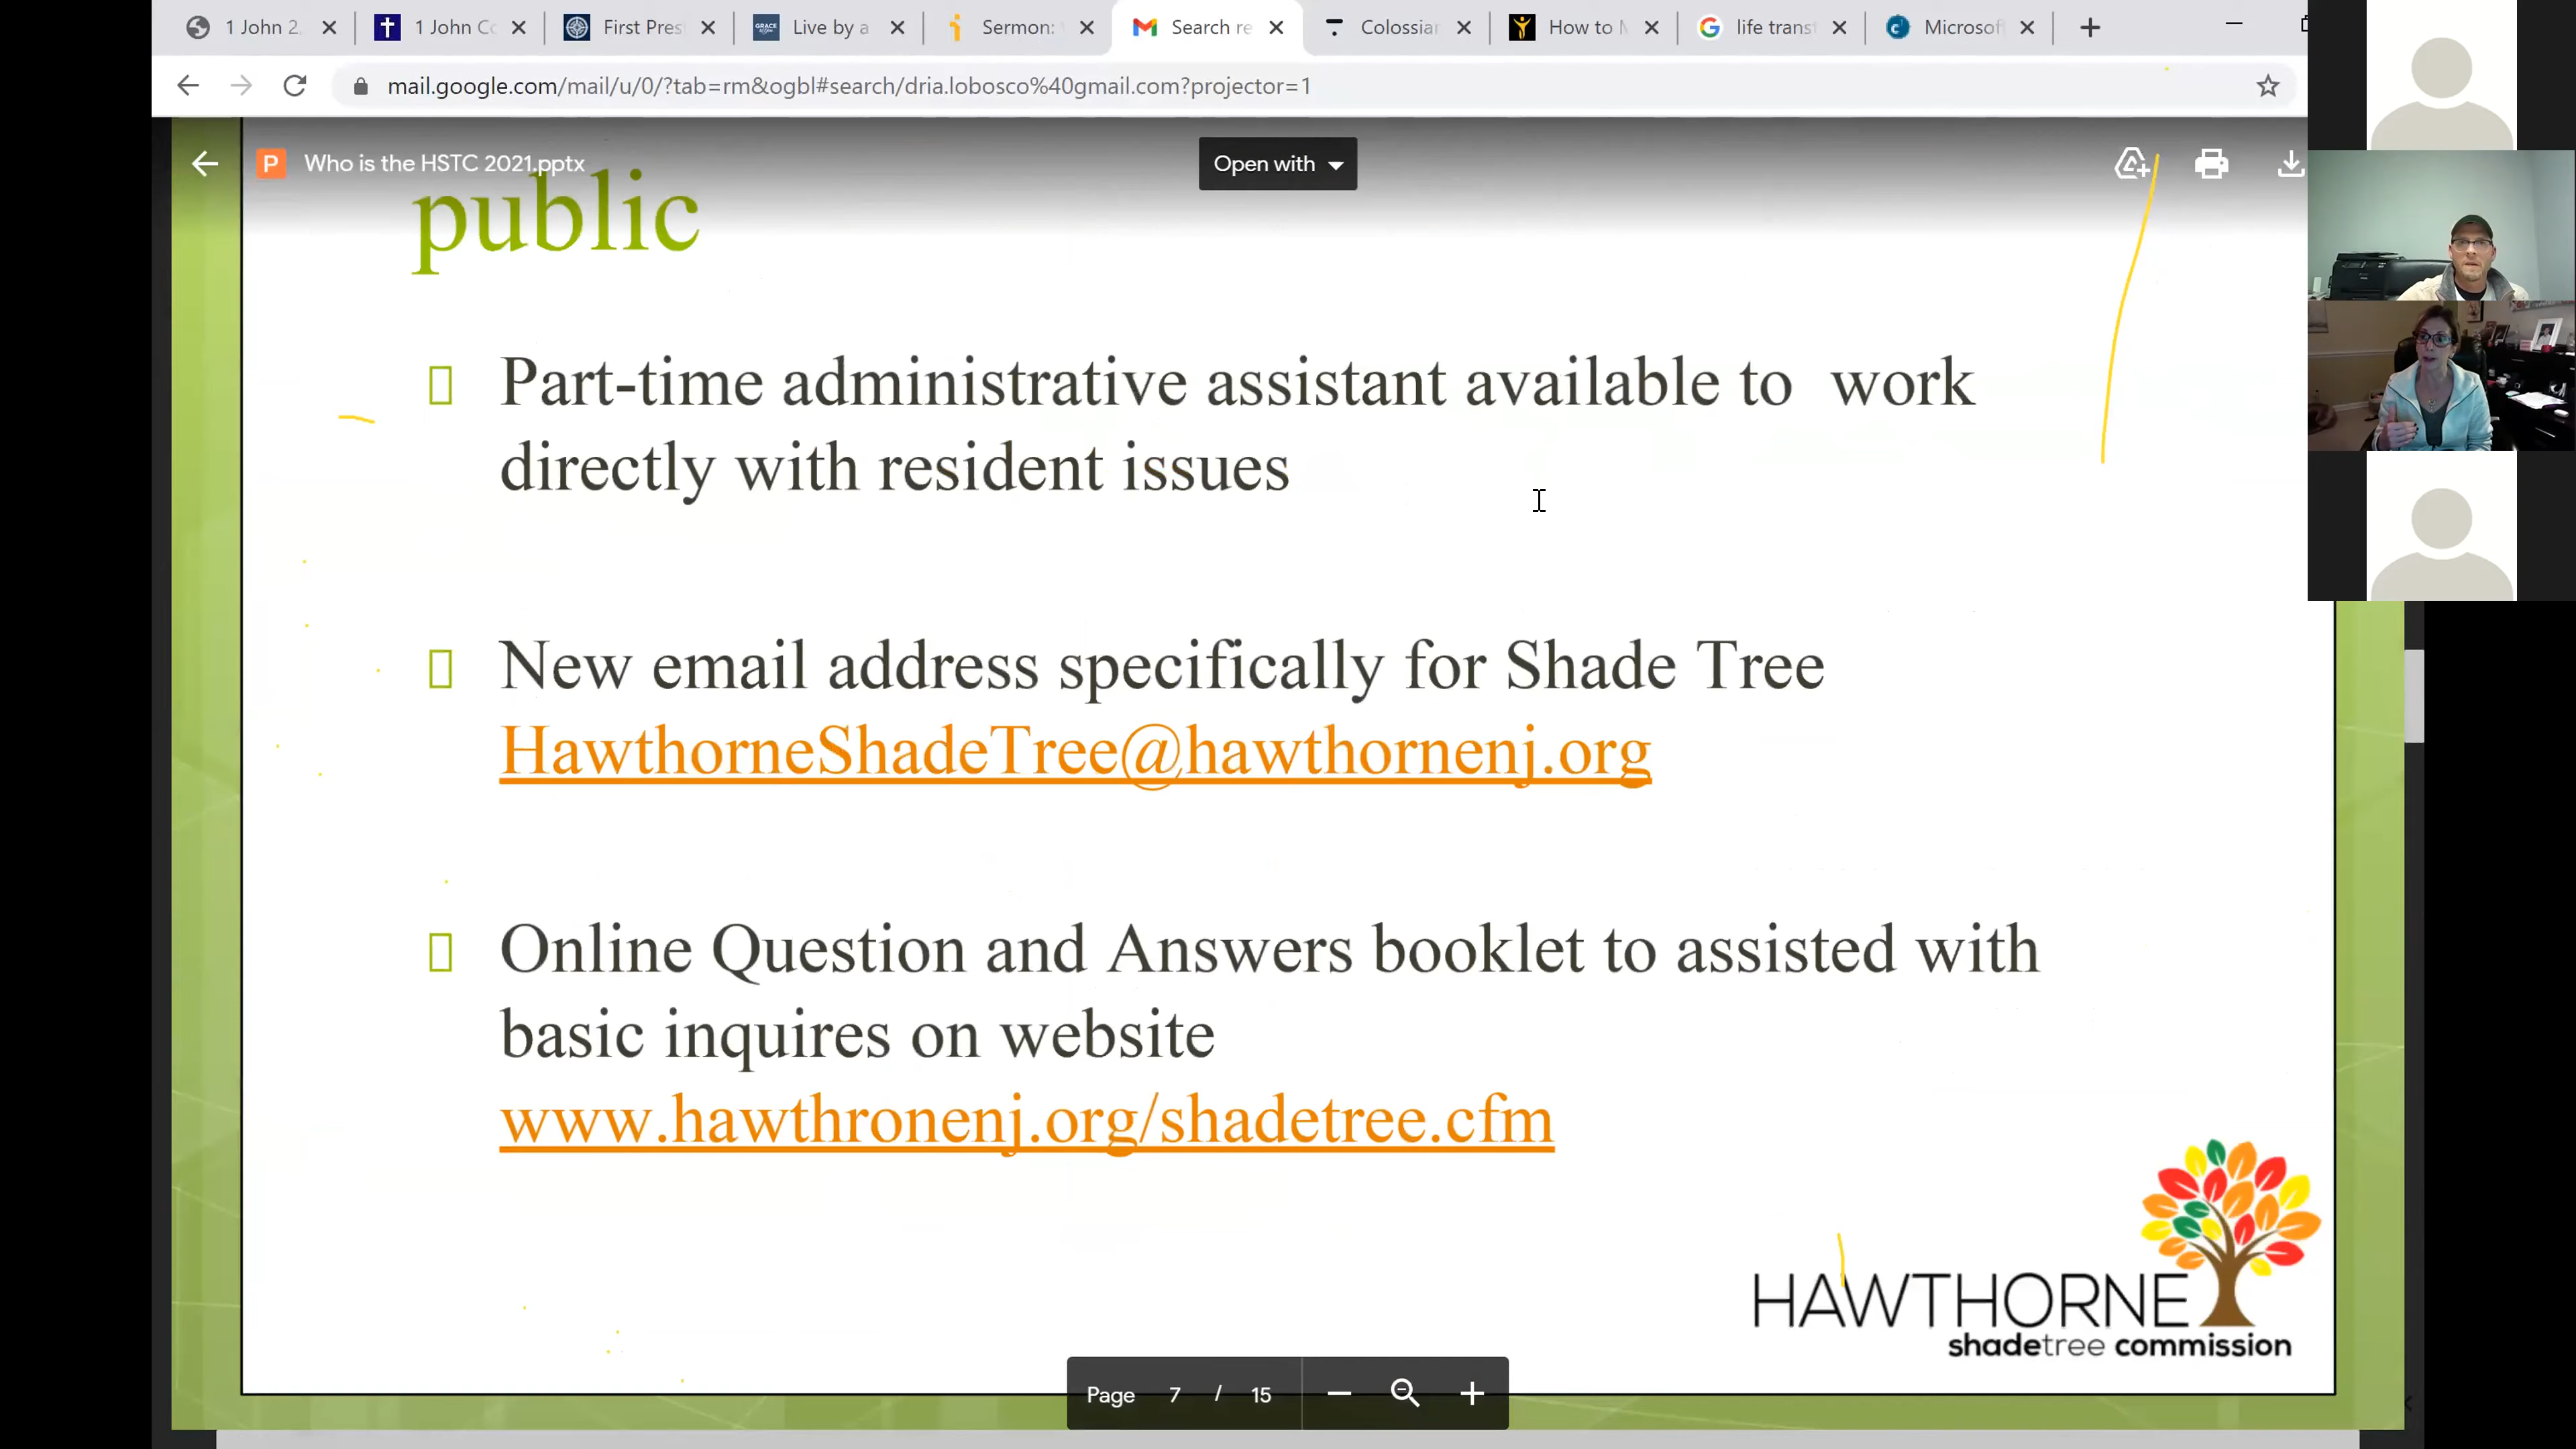 1 John 2
1 John Co
First Pres
Live by a
Sermon:
Search re
Colossian
How to M
life trans
Microsof
mail.google.com/mail/u/0/?tab=rm&ogbl#search/dria.lobosco%40gmail.com?projector=1
P
Who is the HSTC 2021.pptx
Open with
public
Part-time administrative assistant available to work
directly with resident issues
New email address specifically for Shade Tree
HawthorneShadeTree@hawthornenj.org
Online Question and Answers booklet to assisted with
basic inquires on website
www.hawthronenj.org/shadetree.cfm
HAWTHORNE
shadetree commission
Page 7 / 15